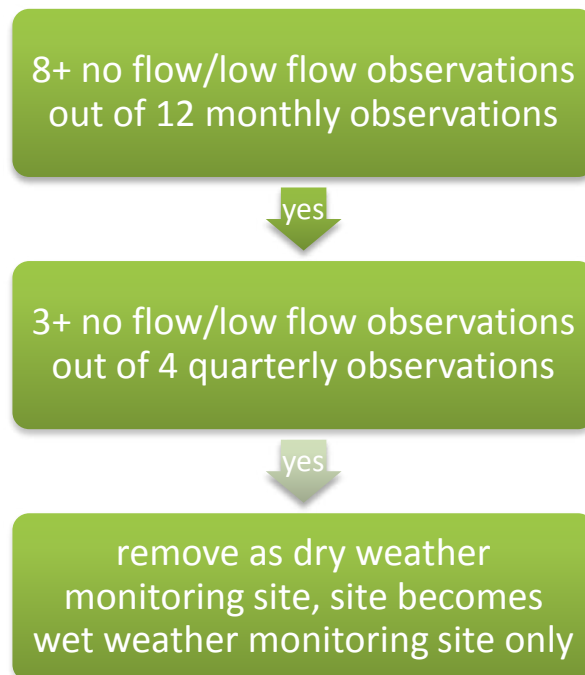 8+ no flow/low flow observations
out of 12 monthly observations
yes
3+ no flow/low flow observations
out of 4 quarterly observations
yes
remove as dry weather
monitoring site, site becomes
wet weather monitoring site only